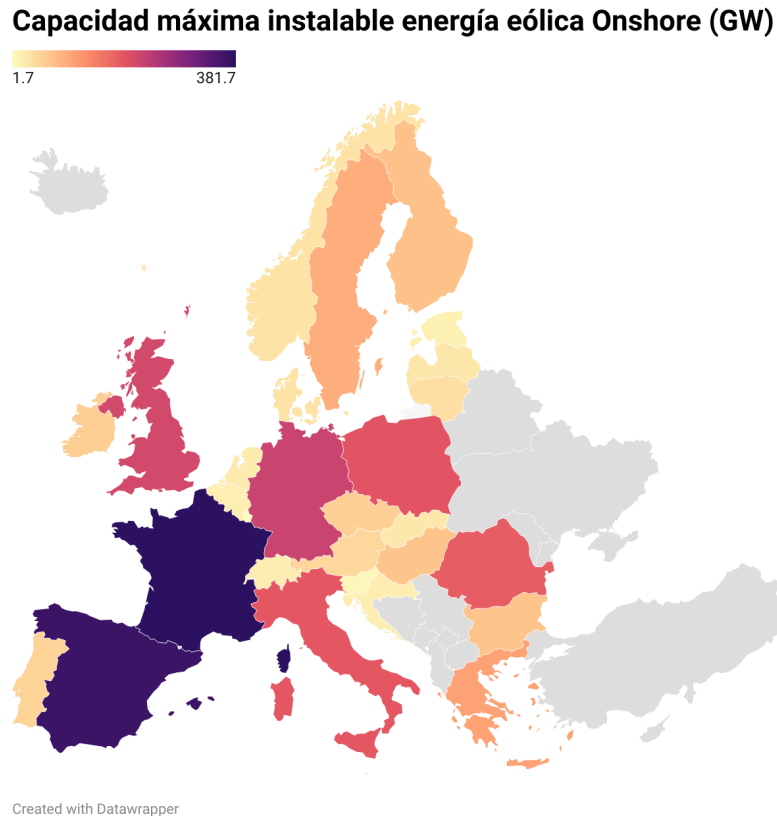 Capacidad máxima instalable energía eólica Onshore (GW)
1.7 381.7
Created with Datawrapper